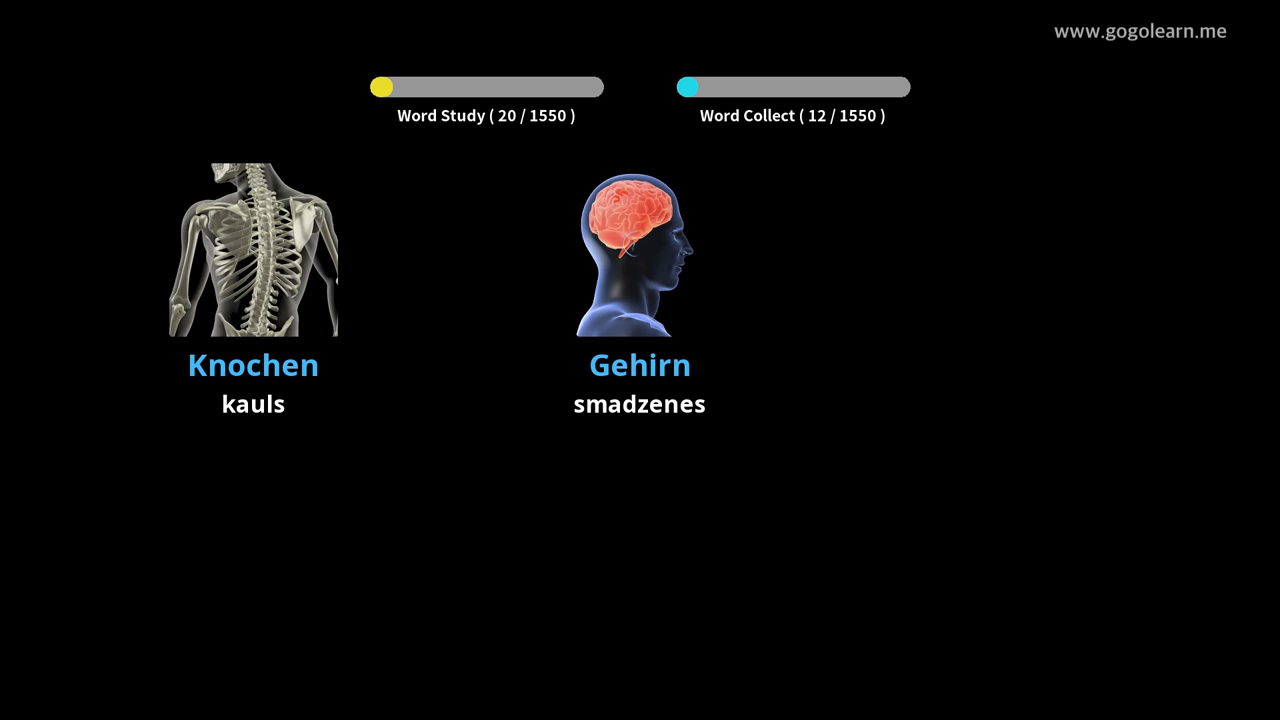 www.gogolearn.me
Word Study ( 20 / 1550 )
Word Collect ( 12 / 1550 )
Knochen
kauls
Gehirn
smadzenes